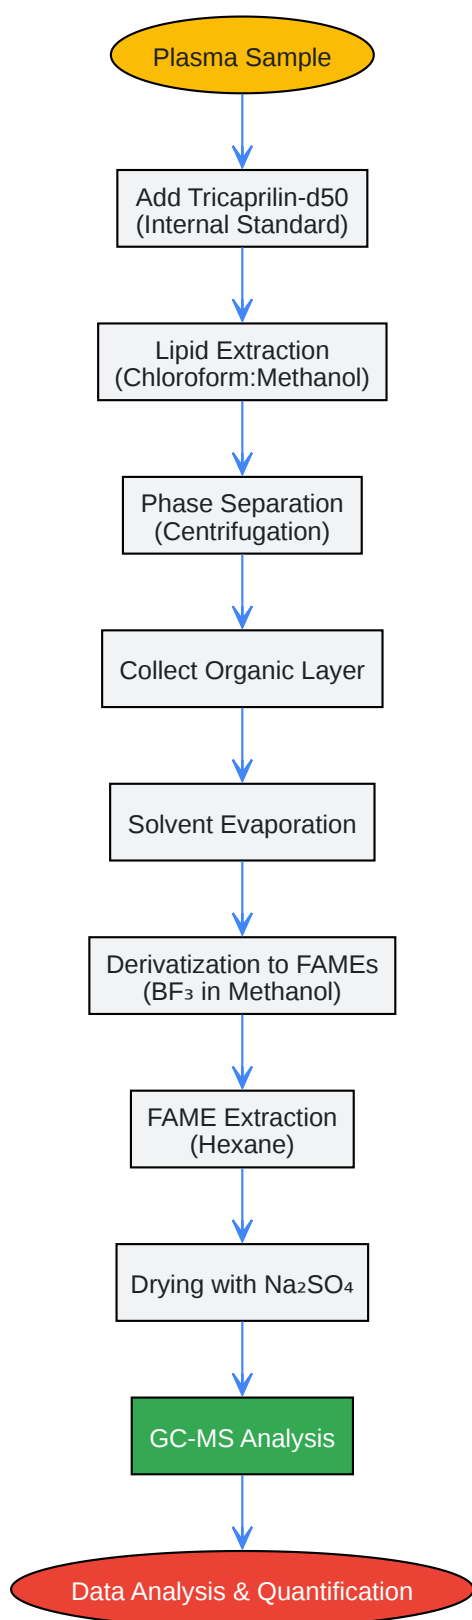 Plasma Sample
Add Tricaprilin-d50
(Internal Standard)
Lipid Extraction
(Chloroform:Methanol)
Phase Separation
(Centrifugation)
Collect Organic Layer
Solvent Evaporation
Derivatization to FAMEs
(BF₃ in Methanol)
FAME Extraction
(Hexane)
Drying with Na₂SO₄
GC-MS Analysis
Data Analysis & Quantification